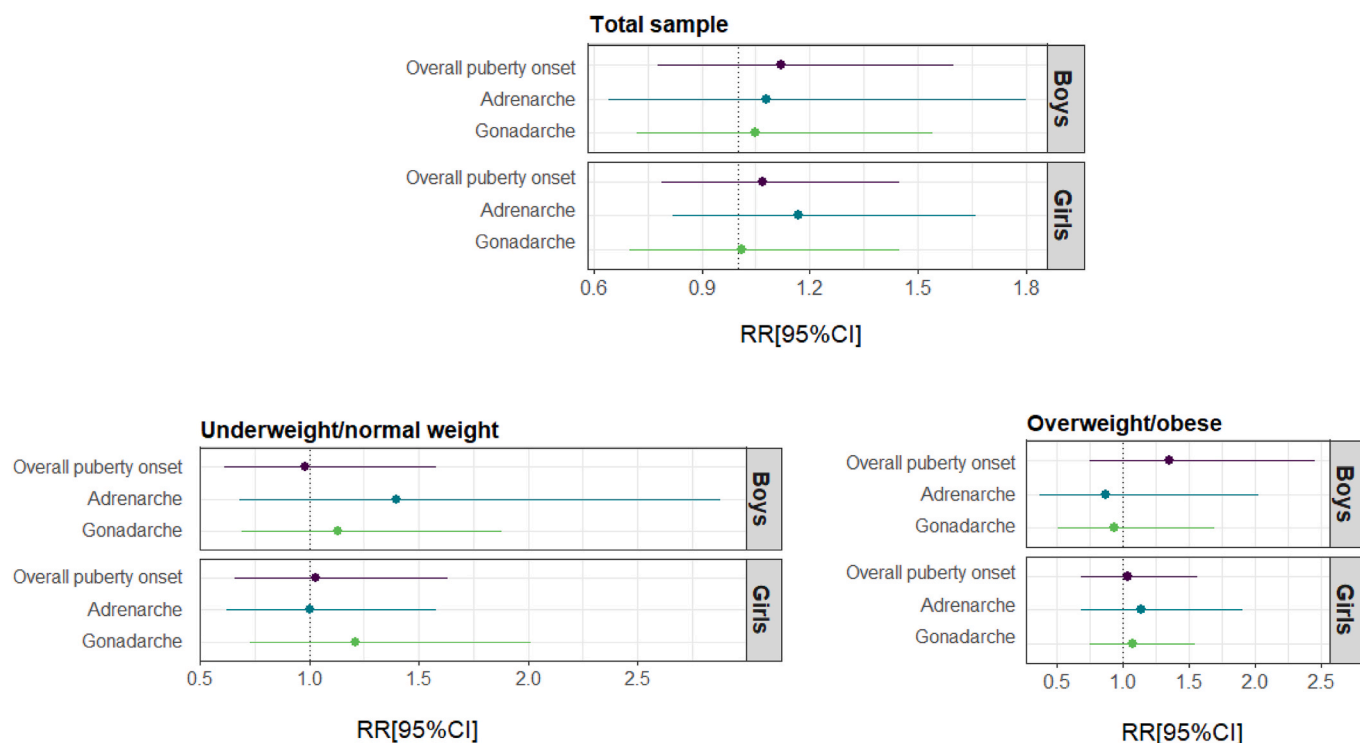 Total sample
Overall puberty onset
Adrenarche
Gonadarche
Boys
Overall puberty onset
Adrenarche
Gonadarche
Girls
0.6 0.9 1.2 1.5 1.8
RR[95%CI]
Underweight/normal weight
Overall puberty onset
Adrenarche
Gonadarche
Boys
Overall puberty onset
Adrenarche
Gonadarche
Girls
0.5 1.0 1.5 2.0 2.5
RR[95%CI]
Overweight/obese
Overall puberty onset
Adrenarche
Gonadarche
Boys
Overall puberty onset
Adrenarche
Gonadarche
Girls
0.5 1.0 1.5 2.0 2.5
RR[95%CI]